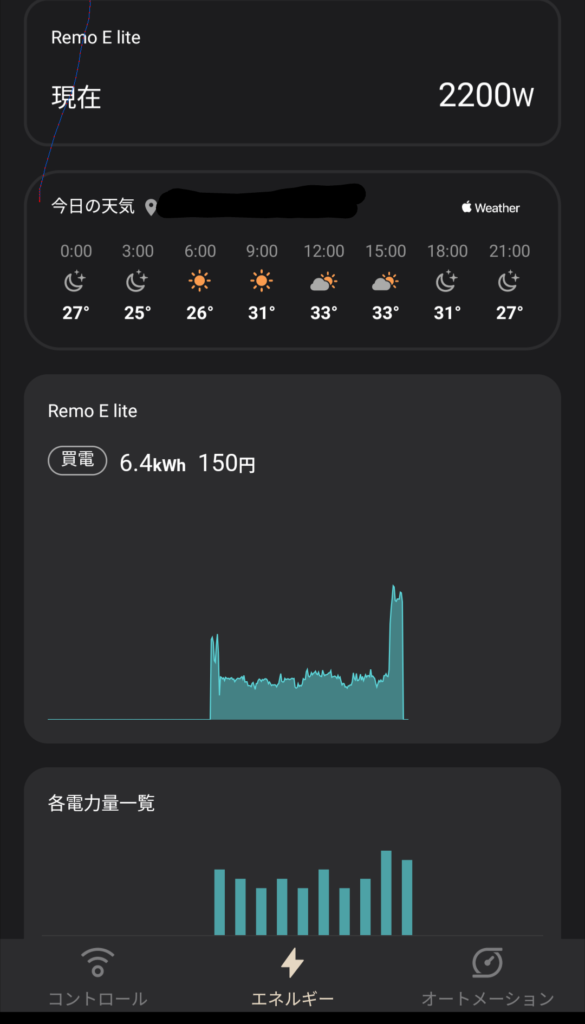 Remo E lite
現在 2200W
今日の天気 Weather
0:00 3:00 6:00 9:00 12:00 15:00 18:00 21:00
27° 25° 26° 31° 33° 33° 31° 27°
Remo E lite
買電 6.4kWh 150円
各電力量一覧
コントロール エネルギー オートメーション